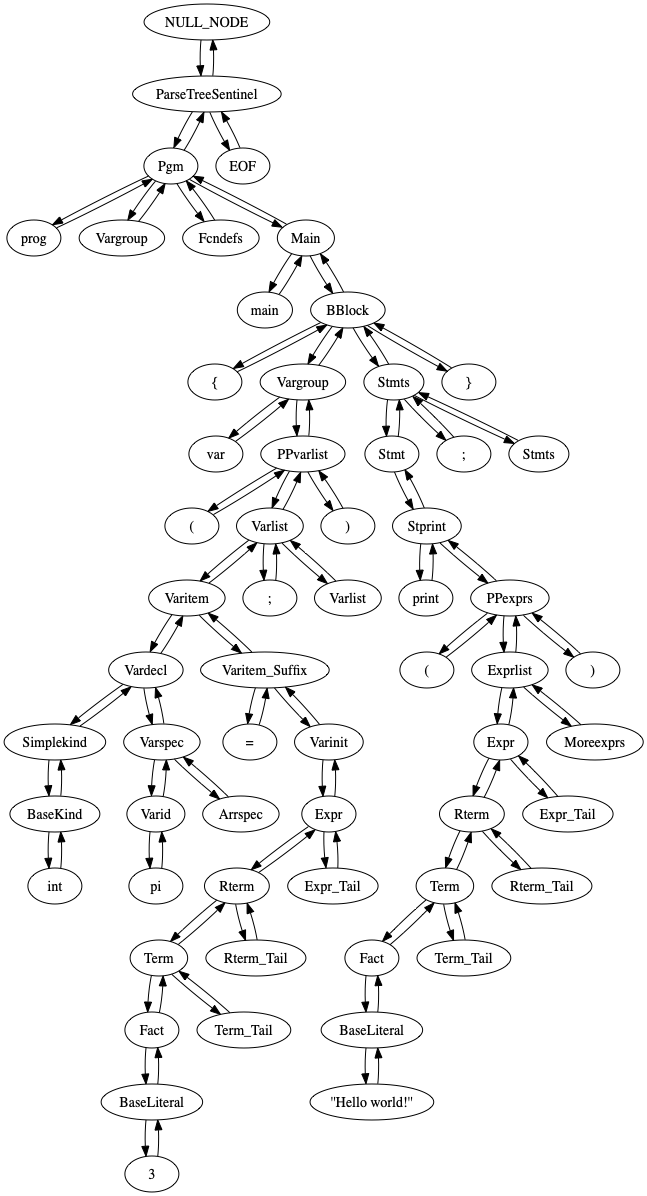 NULL_NODE
ParseTreeSentinel
Pgm
EOF
prog
Vargroup
Fcndefs
Main
main
BBlock
{
Vargroup
Stmts
}
var
PPvarlist
Stmt
;
Stmts
(
Varlist
)
Stprint
Varitem
;
Varlist
print
PPexprs
Vardecl
Varitem_Suffix
(
Exprlist
)
Simplekind
Varspec
=
Varinit
Expr
Moreexprs
BaseKind
Varid
Arrspec
Expr
Rterm
Expr_Tail
int
pi
Rterm
Expr_Tail
Term
Rterm_Tail
Term
Rterm_Tail
Fact
Term_Tail
Fact
Term_Tail
BaseLiteral
BaseLiteral
"Hello world!"
3